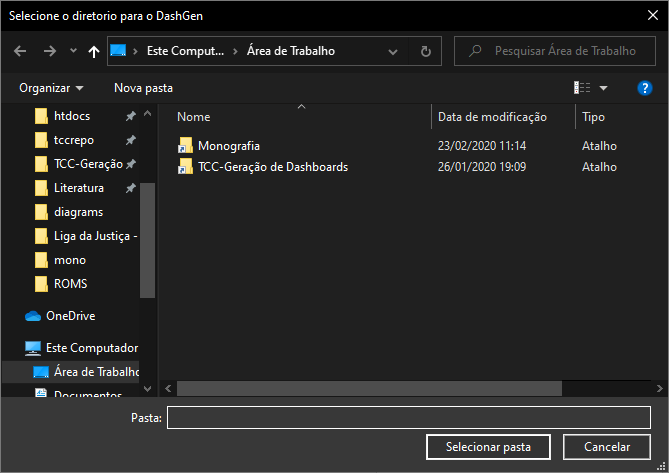 Selecione o diretorio para o DashGen
Este Comput... Área de Trabalho
Pesquisar Área de Trabalho
Organizar Nova pasta
htdocs
tccrepo
TCC-Geração
Literatura
diagrams
Liga da Justiça -
mono
ROMS
OneDrive
Este Computador
Área de Trabalho
Documentos
Nome Data de modificação Tipo
Monografia 23/02/2020 11:14 Atalho
TCC-Geração de Dashboards 26/01/2020 19:09 Atalho
Pasta:
Selecionar pasta Cancelar